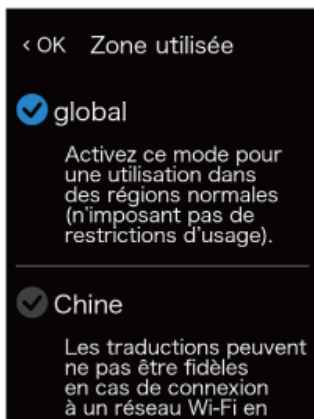 < OK Zone utilisée
global
Activez ce mode pour
une utilisation dans
des régions normales
(n'imposant pas de
restrictions d'usage).
Chine
Les traductions peuvent
ne pas être fidèles
en cas de connexion
à un réseau Wi-Fi en